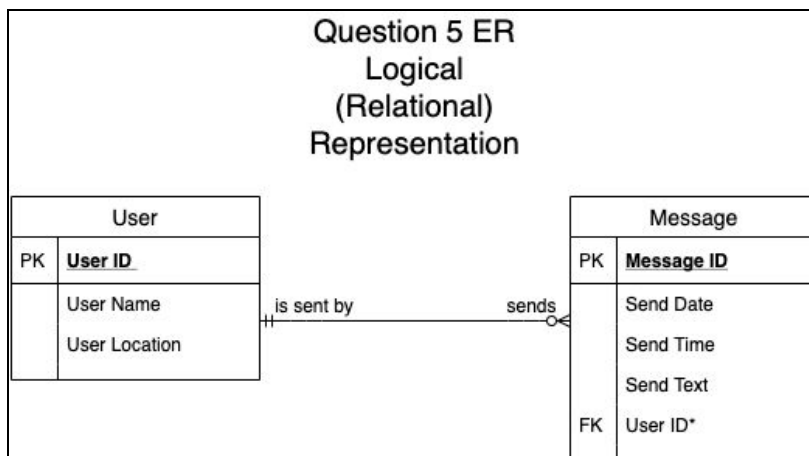 Question 5 ER
Logical
(Relational)
Representation
User
PK User ID
User Name
User Location
is sent by
sends
Message
PK Message ID
Send Date
Send Time
Send Text
FK User ID*